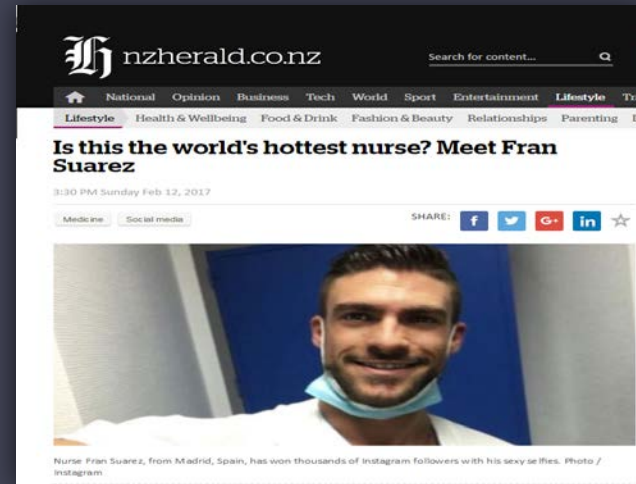 nzherald.co.nz
Search for content...
National Opinion Business Tech World Sport Entertainment Lifestyle
Lifestyle Health & Wellbeing Food & Drink Fashion & Beauty Relationships Parenting
Is this the world's hottest nurse? Meet Fran
Suarez
3:30 PM Sunday Feb 12, 2017
Medicine Social media SHARE: f G+ in
Nurse Fran Suarez, from Madrid, Spain, has won thousands of Instagram followers with his sexy selfies. Photo /
Instagram